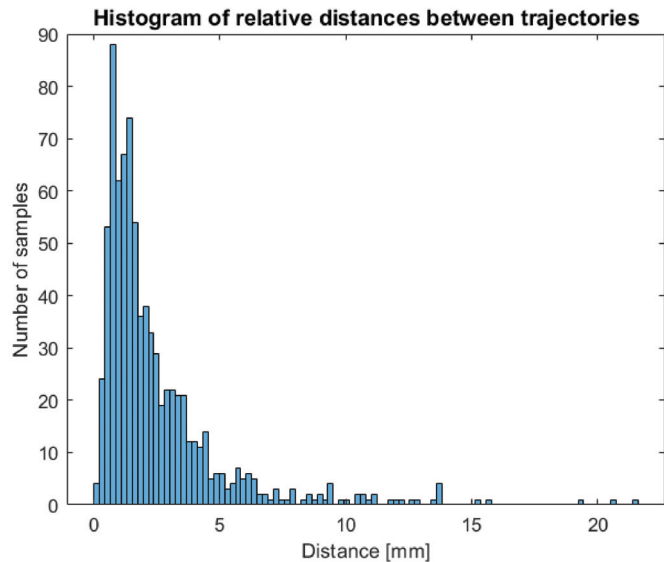 Histogram of relative distances between trajectories
90
80
70
60
50
40
30
20
10
0
Number of samples
0 5 10 15 20
Distance [mm]